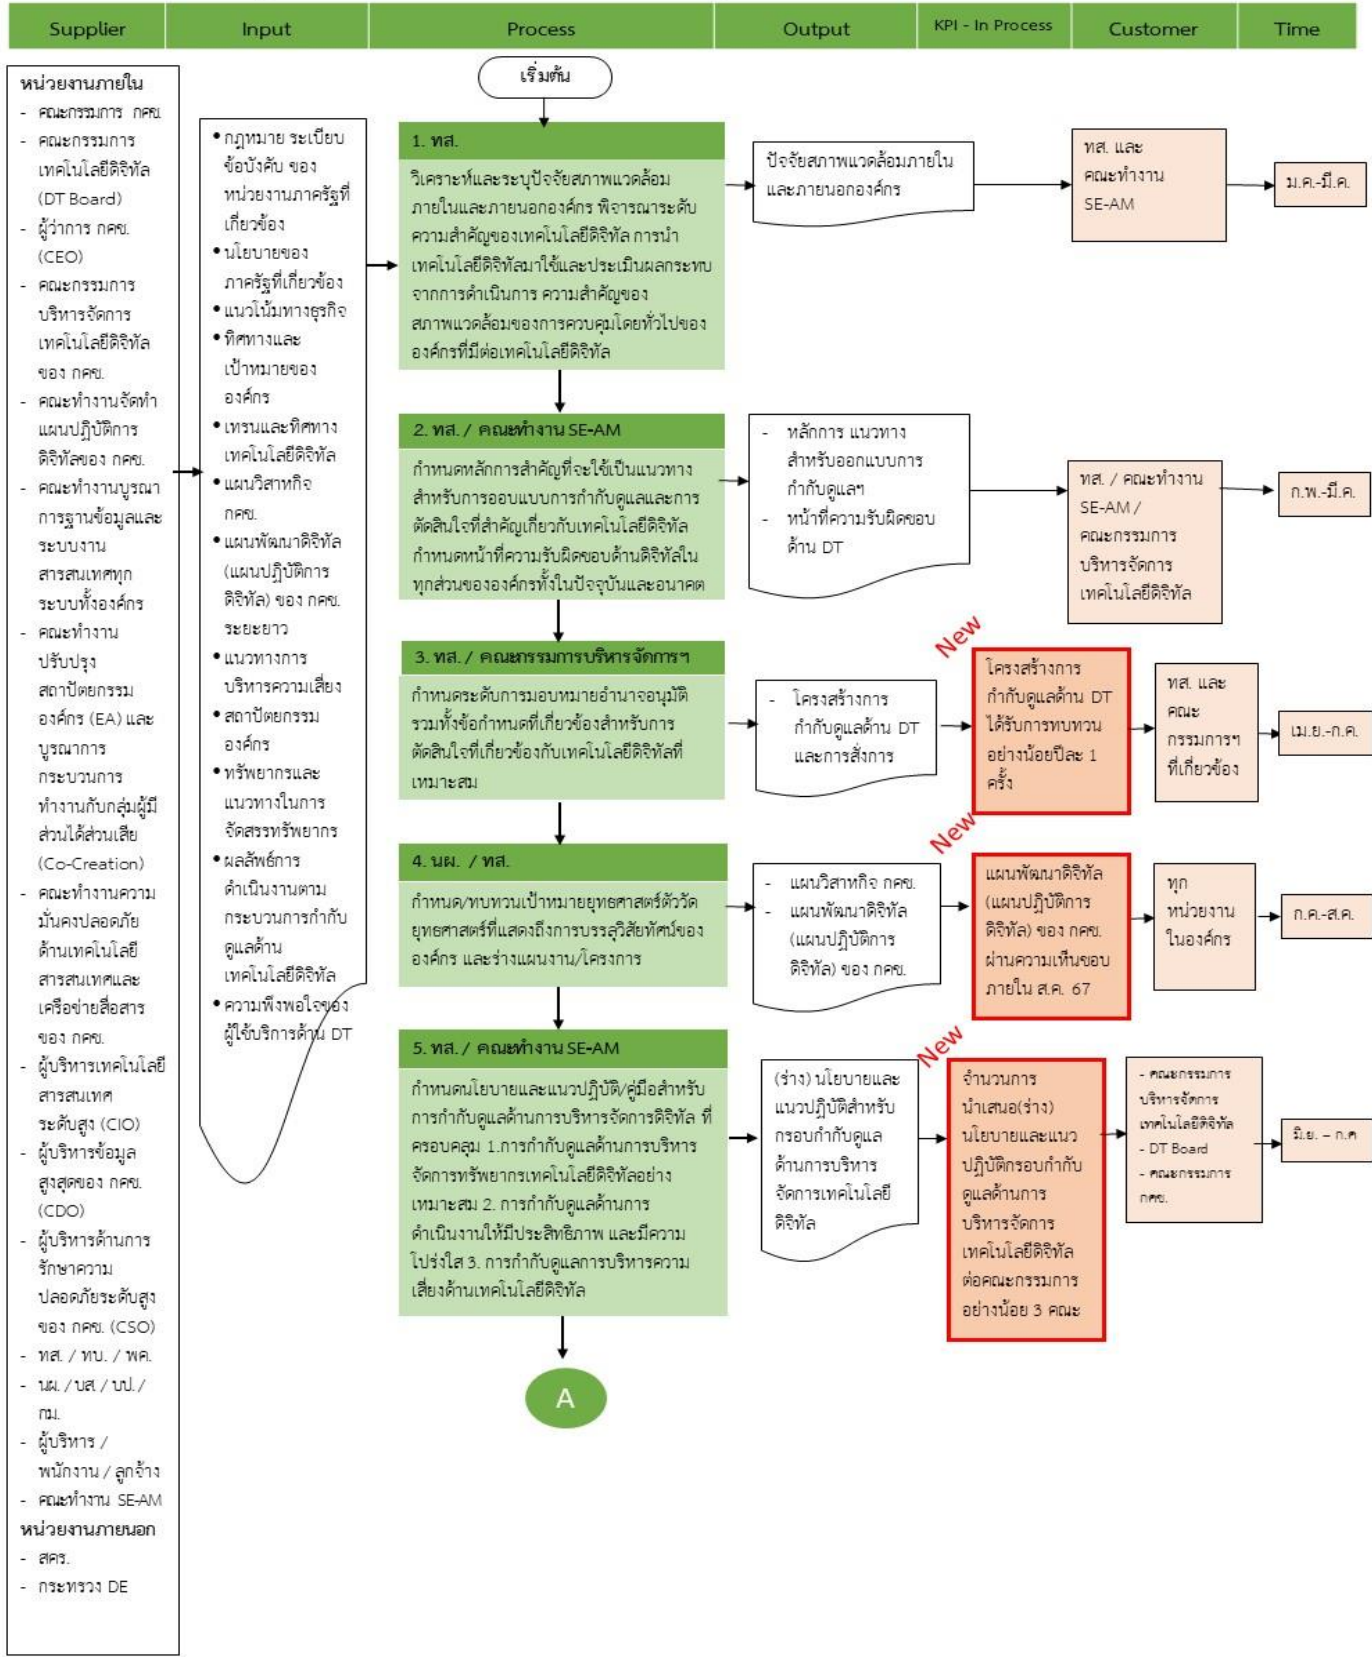 Supplier
Input
Process
Output
KPI - In Process
Customer
Time
หน่วยงานภายใน
- คณะกรรมการ กคช.
- คณะกรรมการ
เทคโนโลยีดิจิทัล
(DT Board)
- ผู้ว่าการ กคช.
(CEO)
- คณะกรรมการ
บริหารจัดการ
เทคโนโลยีดิจิทัล
ของ กคช.
- คณะทำงานจัดทำ
แผนปฏิบัติการ
ดิจิทัลของ กคช.
- คณะทำงานบูรณา
การฐานข้อมูลและ
ระบบงาน
สารสนเทศทุก
ระบบทั้งองค์กร
- คณะทำงาน
ปรับปรุง
สถาปัตยกรรม
องค์กร (EA) และ
บูรณาการ
กระบวนการ
ทำงานกับกลุ่มผู้มี
ส่วนได้ส่วนเสีย
(Co-Creation)
- คณะทำงานความ
มั่นคงปลอดภัย
ด้านเทคโนโลยี
สารสนเทศและ
เครือข่ายสื่อสาร
ของ กคช.
- ผู้บริหารเทคโนโลยี
สารสนเทศ
ระดับสูง (CIO)
- ผู้บริหารข้อมูล
สูงสุดของ กคช.
(CDO)
- ผู้บริหารด้านการ
รักษาความ
ปลอดภัยระดับสูง
ของ กคช. (CSO)
- ทส. / ทบ. / พค.
- นผ. / บส. / บป. /
กม.
- ผู้บริหาร /
พนักงาน / ลูกจ้าง
- คณะทำงาน SE-AM
หน่วยงานภายนอก
- สคร.
- กระทรวง DE
• กฎหมาย ระเบียบ
ข้อบังคับ ของ
หน่วยงานภาครัฐที่
เกี่ยวข้อง
• นโยบายของ
ภาครัฐที่เกี่ยวข้อง
• แนวโน้มทางธุรกิจ
• ทิศทางและ
เป้าหมายของ
องค์กร
• เทรนและทิศทาง
เทคโนโลยีดิจิทัล
• แผนวิสาหกิจ
กคช.
• แผนพัฒนาดิจิทัล
(แผนปฏิบัติการ
ดิจิทัล) ของ กคช.
ระยะยาว
• แนวทางการ
บริหารความเสี่ยง
• สถาปัตยกรรม
องค์กร
• ทรัพยากรและ
แนวทางในการ
จัดสรรทรัพยากร
• ผลลัพธ์การ
ดำเนินงานตาม
กระบวนการกำกับ
ดูแลด้าน
เทคโนโลยีดิจิทัล
• ความพึงพอใจของ
ผู้ใช้บริการด้าน DT
เริ่มต้น
1. ทส.
วิเคราะห์และระบุปัจจัยสภาพแวดล้อม
ภายในและภายนอกองค์กร พิจารณาระดับ
ความสำคัญของเทคโนโลยีดิจิทัล การนำ
เทคโนโลยีดิจิทัลมาใช้และประเมินผลกระทบ
จากการดำเนินการ ความสำคัญของ
สภาพแวดล้อมของการควบคุมโดยทั่วไปของ
องค์กรที่มีต่อเทคโนโลยีดิจิทัล
ปัจจัยสภาพแวดล้อมภายใน
และภายนอกองค์กร
ทส. และ
คณะทำงาน
SE-AM
ม.ค.-มี.ค.
2. ทส. / คณะทำงาน SE-AM
กำหนดหลักการสำคัญที่จะใช้เป็นแนวทาง
สำหรับการออบแบบการกำกับดูแลและการ
ตัดสินใจที่สำคัญเกี่ยวกับเทคโนโลยีดิจิทัล
กำหนดหน้าที่ความรับผิดชอบด้านดิจิทัลใน
ทุกส่วนขององค์กรทั้งในปัจจุบันและอนาคต
- หลักการ แนวทาง
สำหรับออกแบบการ
กำกับดูแลฯ
- หน้าที่ความรับผิดชอบ
ด้าน DT
ทส. / คณะทำงาน
SE-AM /
คณะกรรมการ
บริหารจัดการ
เทคโนโลยีดิจิทัล
ก.พ.-มี.ค.
3. ทส. / คณะกรรมการบริหารจัดการฯ
กำหนดระดับการมอบหมายอำนาจอนุมัติ
รวมทั้งข้อกำหนดที่เกี่ยวข้องสำหรับการ
ตัดสินใจที่เกี่ยวข้องกับเทคโนโลยีดิจิทัลที่
เหมาะสม
- โครงสร้างการ
กำกับดูแลด้าน DT
และการสั่งการ
New
โครงสร้างการ
กำกับดูแลด้าน DT
ได้รับการทบทวน
อย่างน้อยปีละ 1
ครั้ง
ทส. และ
คณะ
กรรมการฯ
ที่เกี่ยวข้อง
เม.ย.-ก.ค.
4. นผ. / ทส.
กำหนด/ทบทวนเป้าหมายยุทธศาสตร์ตัววัด
ยุทธศาสตร์ที่แสดงถึงการบรรลุวิสัยทัศน์ของ
องค์กร และร่างแผนงาน/โครงการ
- แผนวิสาหกิจ กคช.
- แผนพัฒนาดิจิทัล
(แผนปฏิบัติการ
ดิจิทัล) ของ กคช.
New
แผนพัฒนาดิจิทัล
(แผนปฏิบัติการ
ดิจิทัล) ของ กคช.
ผ่านความเห็นชอบ
ภายใน ส.ค. 67
ทุก
หน่วยงาน
ในองค์กร
ก.ค.-ส.ค.
5. ทส. / คณะทำงาน SE-AM
กำหนดนโยบายและแนวปฏิบัติ/คู่มือสำหรับ
การกำกับดูแลด้านการบริหารจัดการดิจิทัล ที่
ครอบคลุม 1.การกำกับดูแลด้านการบริหาร
จัดการทรัพยากรเทคโนโลยีดิจิทัลอย่าง
เหมาะสม 2. การกำกับดูแลด้านการ
ดำเนินงานให้มีประสิทธิภาพ และมีความ
โปร่งใส 3. การกำกับดูแลการบริหารความ
เสี่ยงด้านเทคโนโลยีดิจิทัล
(ร่าง) นโยบายและ
แนวปฏิบัติสำหรับ
กรอบกำกับดูแล
ด้านการบริหาร
จัดการเทคโนโลยี
ดิจิทัล
New
จำนวนการ
นำเสนอ(ร่าง)
นโยบายและแนว
ปฏิบัติกรอบกำกับ
ดูแลด้านการ
บริหารจัดการ
เทคโนโลยีดิจิทัล
ต่อคณะกรรมการ
อย่างน้อย 3 คณะ
- คณะกรรมการ
บริหารจัดการ
เทคโนโลยีดิจิทัล
- DT Board
- คณะกรรมการ
กคช.
มิ.ย. – ก.ค
A